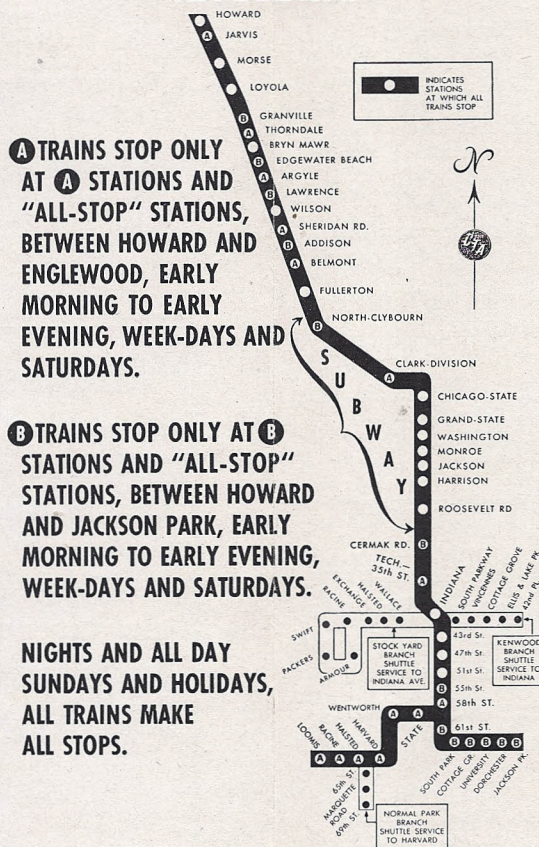 HOWARD
JARVIS
MORSE
LOYOLA
GRANVILLE
THORNDALE
BRYN MAWR
EDGEWATER BEACH
ARGYLE
LAWRENCE
WILSON
SHERIDAN RD.
ADDISON
BELMONT
FULLERTON
NORTH-CLYBOURN
CLARK-DIVISION
CHICAGO-STATE
GRAND-STATE
WASHINGTON
MONROE
JACKSON
HARRISON
ROOSEVELT RD
CERMAK RD.
TECH.—
35th ST.
INDIANA
INDICATES
STATIONS
AT WHICH ALL
TRAINS STOP
N
CTA
A TRAINS STOP ONLY
AT A STATIONS AND
"ALL-STOP" STATIONS,
BETWEEN HOWARD AND
ENGLEWOOD, EARLY
MORNING TO EARLY
EVENING, WEEK-DAYS AND
SATURDAYS.
SUBWAY
B TRAINS STOP ONLY AT B
STATIONS AND "ALL-STOP"
STATIONS, BETWEEN HOWARD
AND JACKSON PARK, EARLY
MORNING TO EARLY EVENING,
WEEK-DAYS AND SATURDAYS.
NIGHTS AND ALL DAY
SUNDAYS AND HOLIDAYS,
ALL TRAINS MAKE
ALL STOPS.
SOUTH PARKWAY
VINCENNES
COTTAGE GROVE
ELLIS & LAKE PK.
42nd PL.
KENWOOD
BRANCH
SHUTTLE
SERVICE TO
INDIANA
WALLACE
HALSTED
EXCHANGE
RACINE
SWIFT
PACKERS
ARMOUR
STOCK YARD
BRANCH
SHUTTLE
SERVICE TO
INDIANA AVE.
43rd St.
47th St.
51st St.
55th St.
58th ST.
61st ST.
WENTWORTH
STATE
HARVARD
HALSTED
RACINE
LOOMIS
SOUTH PARK
COTTAGE GR.
UNIVERSITY
DORCHESTER
JACKSON PK.
65th ST.
MARQUETTE
ROAD
69th ST.
NORMAL PARK
BRANCH
SHUTTLE SERVICE
TO HARVARD